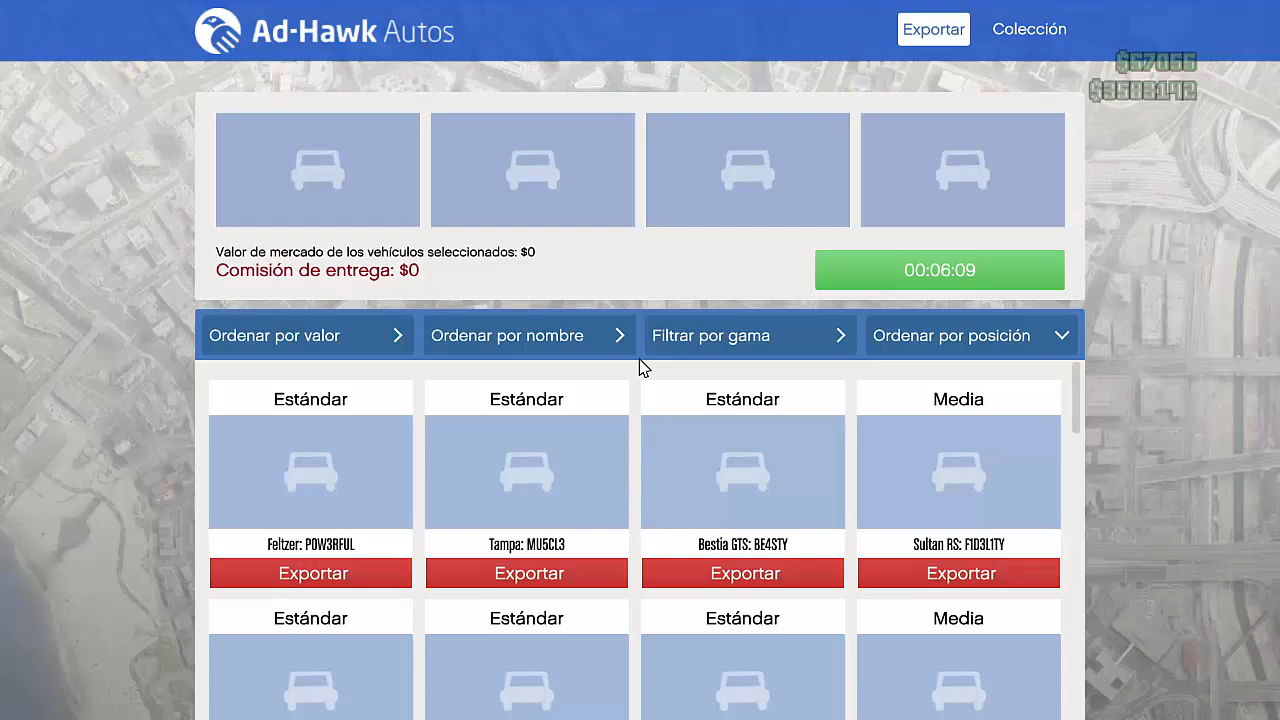 Ad-Hawk Autos
Exportar Colección
$67066
$3588142
Valor de mercado de los vehículos seleccionados: $0
Comisión de entrega: $0
00:06:09
Ordenar por valor Ordenar por nombre Filtrar por gama Ordenar por posición
Estándar Estándar Estándar Media
Feltzer: P0W3RFUL Tampa: MU5CL3 Bestia GTS: BE4STY Sultan RS: F1D3L1TY
Exportar Exportar Exportar Exportar
Estándar Estándar Estándar Media